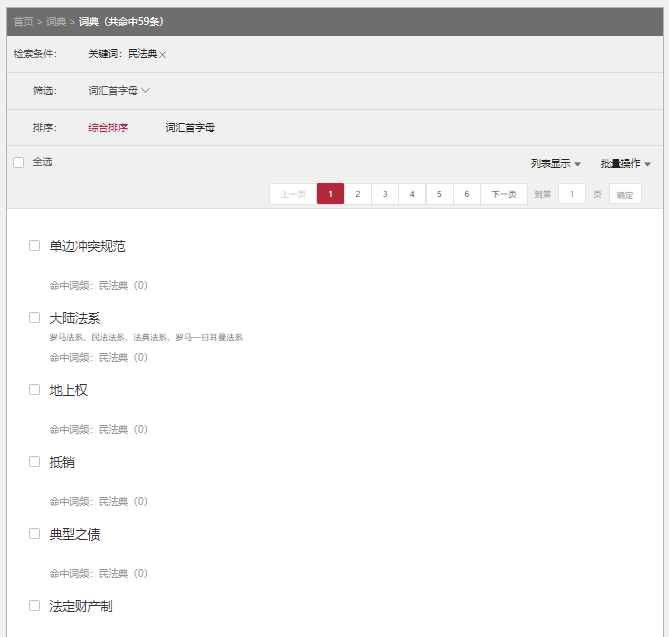 首页 > 词典 > 词典（共命中59条）
检索条件： 关键词：民法典×
筛选： 词汇首字母
排序： 综合排序 词汇首字母
全选 列表显示 批量操作
上一页 1 2 3 4 5 6 下一页 到第 1 页 确定
单边冲突规范
命中词频：民法典（0）
大陆法系
罗马法系、民法法系、法典法系、罗马—日耳曼法系
命中词频：民法典（0）
地上权
命中词频：民法典（0）
抵销
命中词频：民法典（0）
典型之债
命中词频：民法典（0）
法定财产制